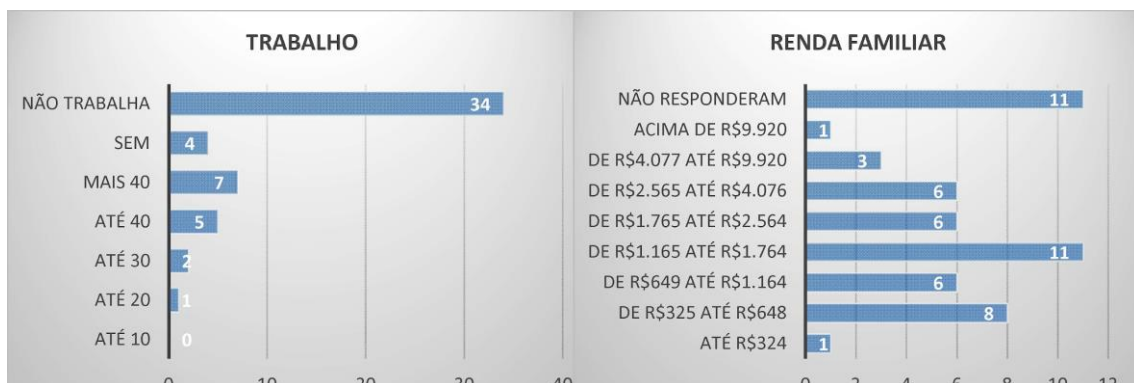 TRABALHO
NÃO TRABALHA 34
SEM 4
MAIS 40 7
ATÉ 40 5
ATÉ 30 2
ATÉ 20 1
ATÉ 10 0
0 10 20 30 40
RENDA FAMILIAR
NÃO RESPONDERAM 11
ACIMA DE R$9.920 1
DE R$4.077 ATÉ R$9.920 3
DE R$2.565 ATÉ R$4.076 6
DE R$1.765 ATÉ R$2.564 6
DE R$1.165 ATÉ R$1.764 11
DE R$649 ATÉ R$1.164 6
DE R$325 ATÉ R$648 8
ATÉ R$324 1
0 2 4 6 8 10 12